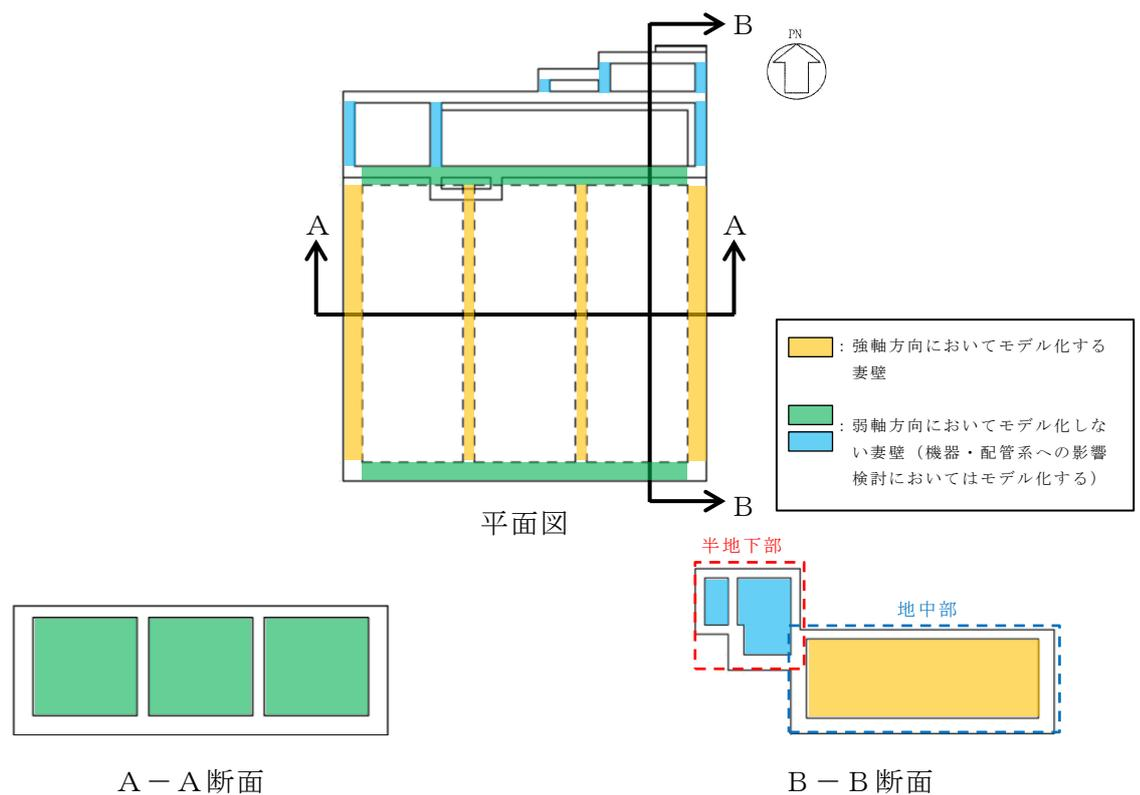 B
PN
A
A
：強軸方向においてモデル化する
妻壁
：弱軸方向においてモデル化しな
い妻壁（機器・配管系への影響
検討においてはモデル化する）
B
平面図
半地下部
地中部
A－A断面
B－B断面